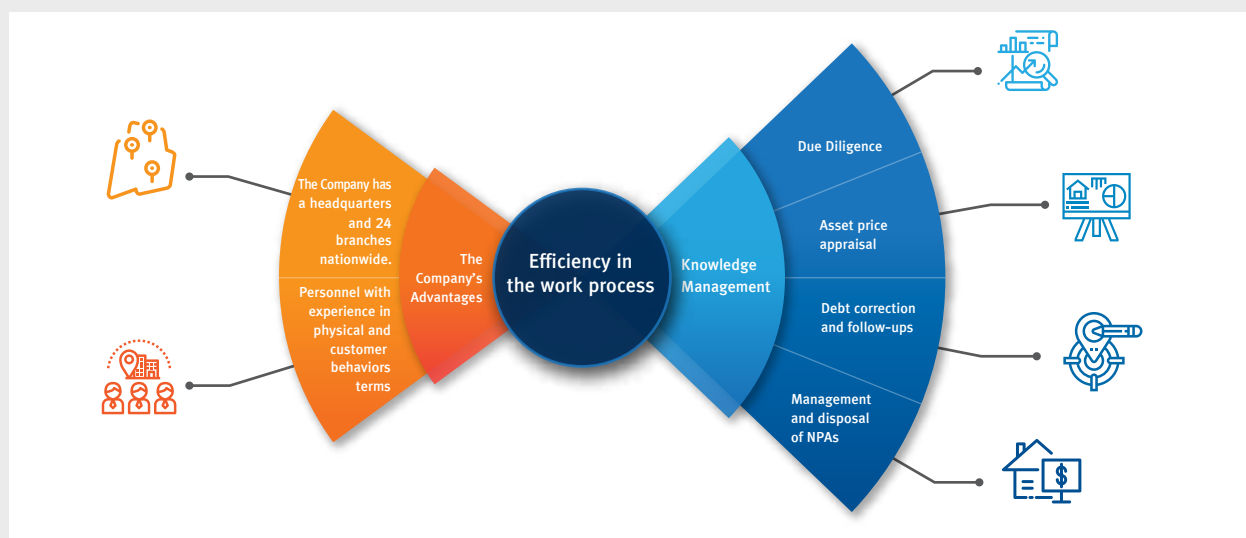 The Company has
a headquarters
and 24
branches
nationwide.
Personnel with
experience in
physical and
customer
behaviors
terms
The
Company's
Advantages
Efficiency in
the work process
Knowledge
Management
Due Diligence
Asset price
appraisal
Debt correction
and follow-ups
Management
and disposal
of NPAs
$